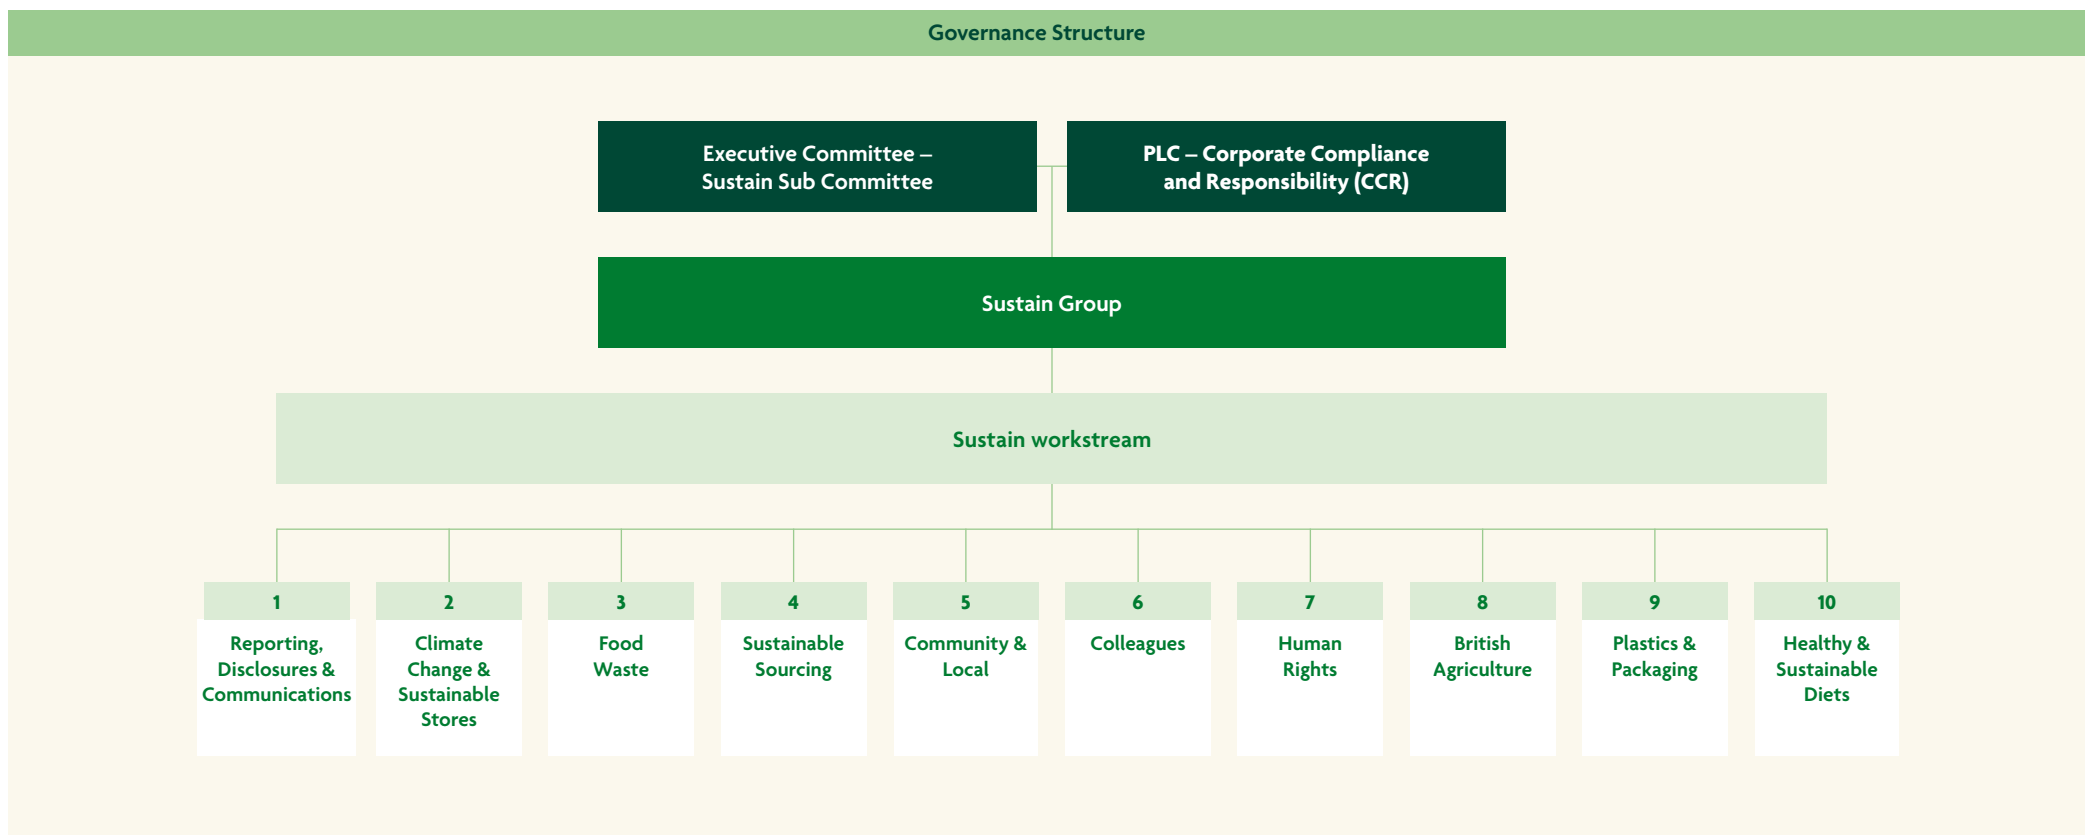 Governance Structure
Executive Committee –
Sustain Sub Committee
PLC – Corporate Compliance
and Responsibility (CCR)
Sustain Group
Sustain workstream
1
Reporting,
Disclosures &
Communications
2
Climate
Change &
Sustainable
Stores
3
Food
Waste
4
Sustainable
Sourcing
5
Community &
Local
6
Colleagues
7
Human
Rights
8
British
Agriculture
9
Plastics &
Packaging
10
Healthy &
Sustainable
Diets